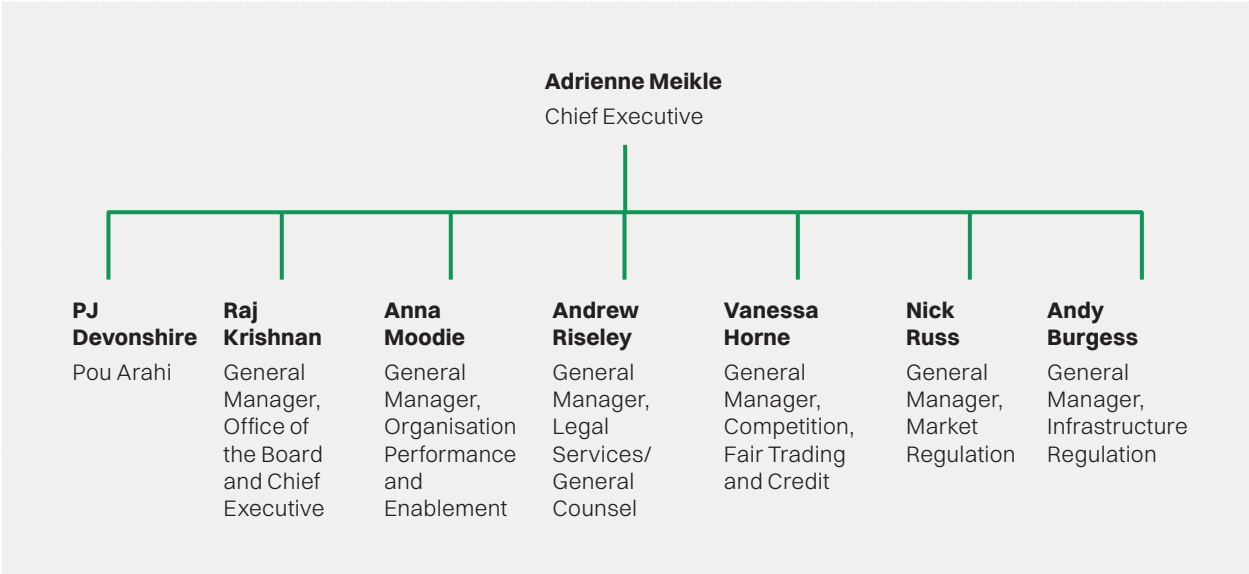 Adrienne Meikle
Chief Executive
PJ
Devonshire
Pou Arahi
Raj
Krishnan
General
Manager,
Office of
the Board
and Chief
Executive
Anna
Moodie
General
Manager,
Organisation
Performance
and
Enablement
Andrew
Riseley
General
Manager,
Legal
Services/
General
Counsel
Vanessa
Horne
General
Manager,
Competition,
Fair Trading
and Credit
Nick
Russ
General
Manager,
Market
Regulation
Andy
Burgess
General
Manager,
Infrastructure
Regulation